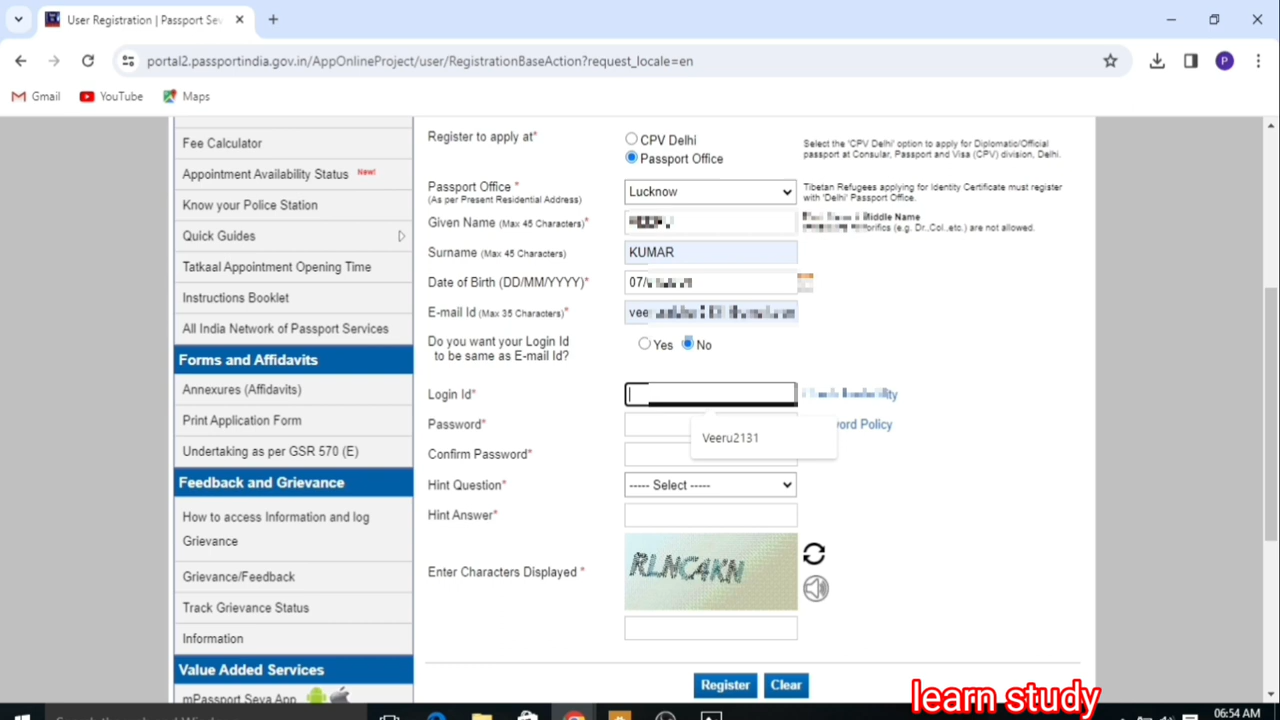 User Registration | Passport Se
portal2.passportindia.gov.in/AppOnlineProject/user/RegistrationBaseAction?request_locale=en
P
Gmail
YouTube
Maps
Fee Calculator
Appointment Availability Status New!
Know your Police Station
Quick Guides
Tatkaal Appointment Opening Time
Instructions Booklet
All India Network of Passport Services
Forms and Affidavits
Annexures (Affidavits)
Print Application Form
Undertaking as per GSR 570 (E)
Feedback and Grievance
How to access Information and log
Grievance
Grievance/Feedback
Track Grievance Status
Information
Value Added Services
mPassport Seva App
Register to apply at*
CPV Delhi
Passport Office
Select the 'CPV Delhi' option to apply for Diplomatic/Official
passport at Consular, Passport and Visa (CPV) division, Delhi.
Passport Office *
(As per Present Residential Address)
Lucknow
Tibetan Refugees applying for Identity Certificate must register
with 'Delhi' Passport Office.
Given Name (Max 45 Characters)*
Middle Name
(e.g. Dr.,Col.,etc.) are not allowed.
Surname (Max 45 Characters)
KUMAR
Date of Birth (DD/MM/YYYY)*
07/
E-mail Id (Max 35 Characters)*
vee
Do you want your Login Id
to be same as E-mail Id?
Yes
No
Login Id*
Password*
Policy
Veeru2131
Confirm Password*
Hint Question*
----- Select -----
Hint Answer*
Enter Characters Displayed *
RLNC4KN
Register
Clear
learn study
06:54 AM